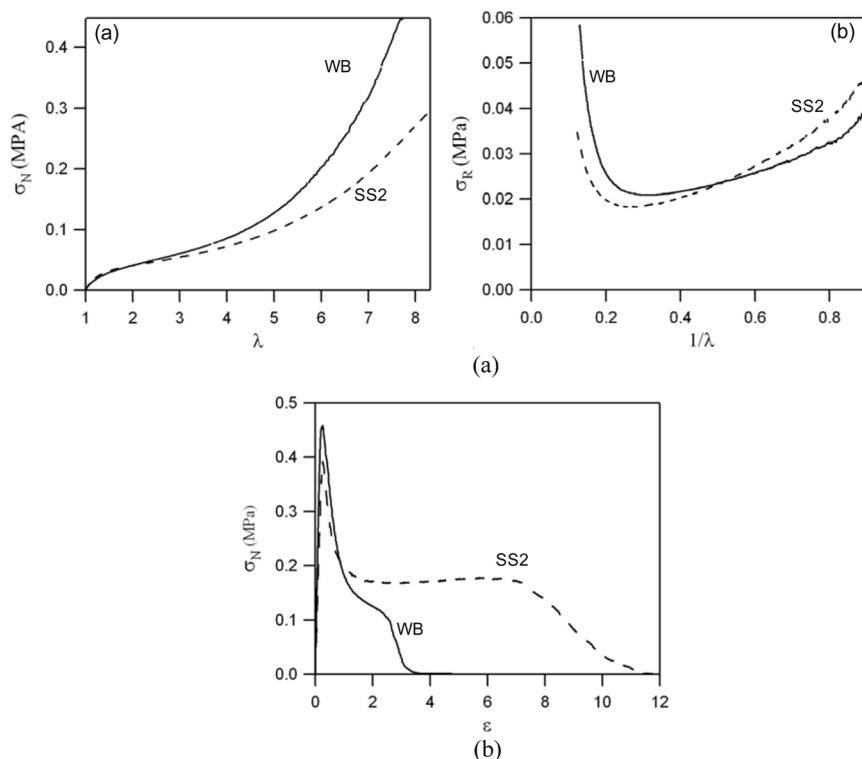 (a)
WB
SS2
σN (MPA)
0.4
0.3
0.2
0.1
0.0
1 2 3 4 5 6 7 8
λ
(b)
WB
SS2
σR (MPa)
0.06
0.05
0.04
0.03
0.02
0.01
0.00
0.0 0.2 0.4 0.6 0.8
1/λ
(a)
σN (MPa)
0.5
0.4
0.3
0.2
0.1
0.0
SS2
WB
0 2 4 6 8 10 12
ε
(b)